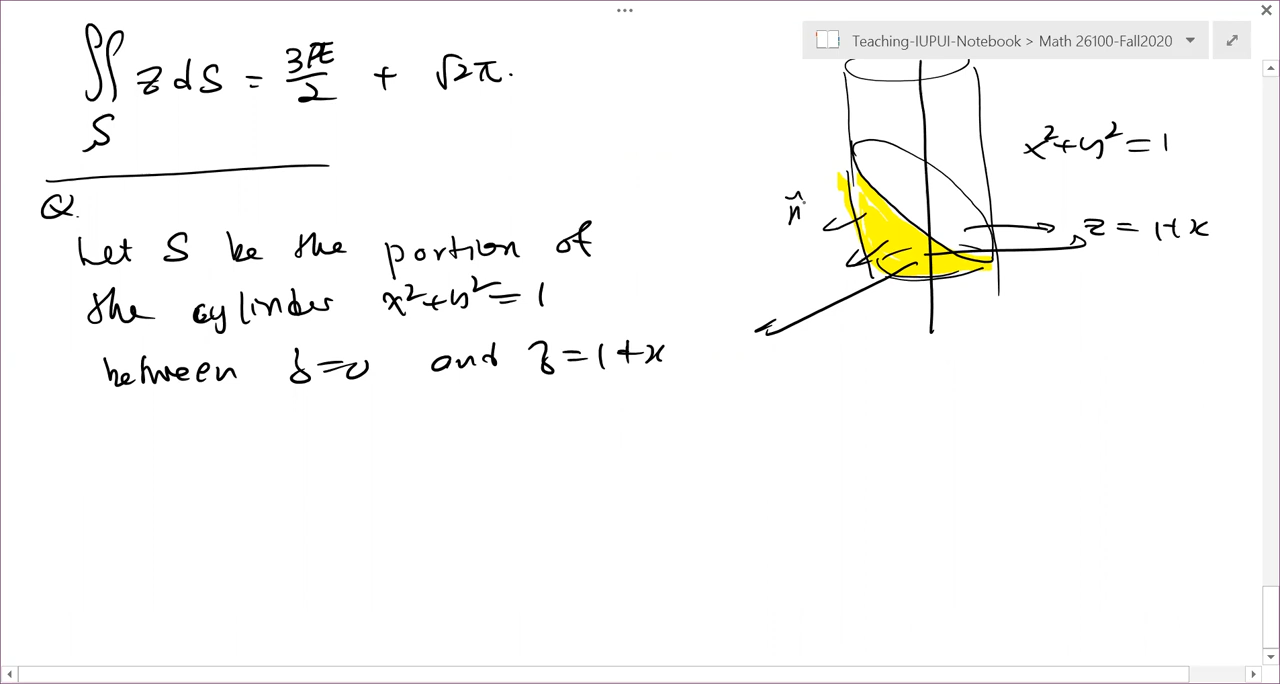 Teaching-IUPUI-Notebook > Math 26100-Fall2020
∬ z dS = 3π/2 + √2π.
S
x²+y²=1
Q.
n̂
z = 1+x
Let S be the portion of
the cylinder x²+y²=1
between z=0 and z=1+x